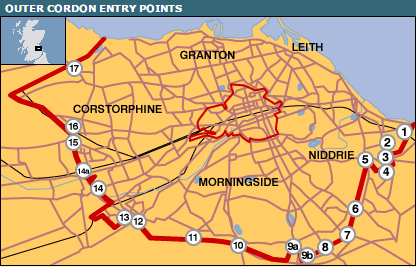 OUTER CORDON ENTRY POINTS
GRANTON
LEITH
17
CORSTORPHINE
16
15
1
2
3
4
5
NIDDRIE
14a
14
MORNINGSIDE
13
12
11
10
9a
9b
8
7
6